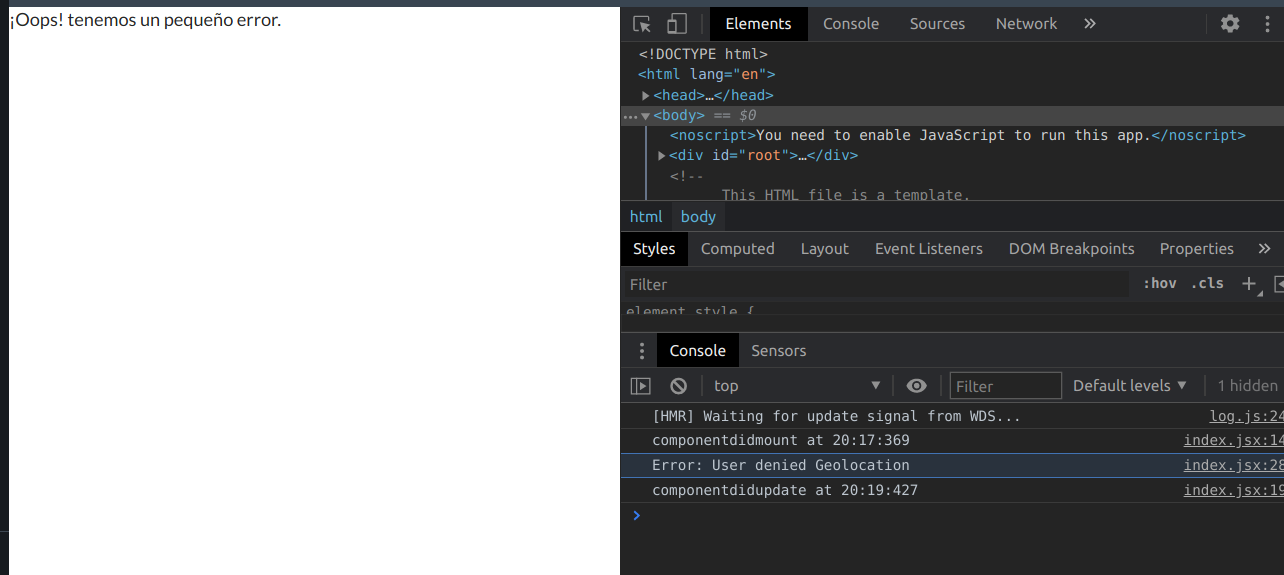 ¡Oops! tenemos un pequeño error.
Elements Console Sources Network »
<!DOCTYPE html>
<html lang="en">
<head>…</head>
<body> == $0
<noscript>You need to enable JavaScript to run this app.</noscript>
<div id="root">…</div>
<!--
This HTML file is a template.
html body
Styles Computed Layout Event Listeners DOM Breakpoints Properties »
Filter :hov .cls +
element.style {
Console Sensors
top Filter Default levels 1 hidden
[HMR] Waiting for update signal from WDS... log.js:24
componentdidmount at 20:17:369 index.jsx:14
Error: User denied Geolocation index.jsx:28
componentdidupdate at 20:19:427 index.jsx:19